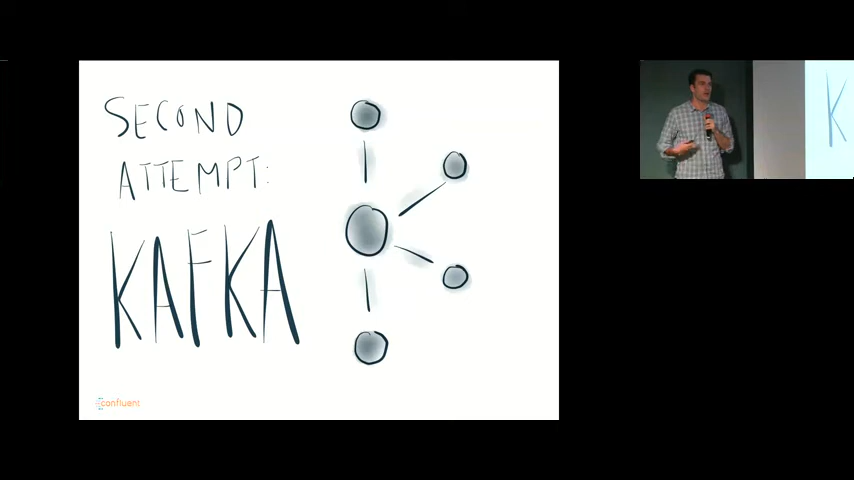 SECOND
ATTEMPT:
KAFKA
confluent
K